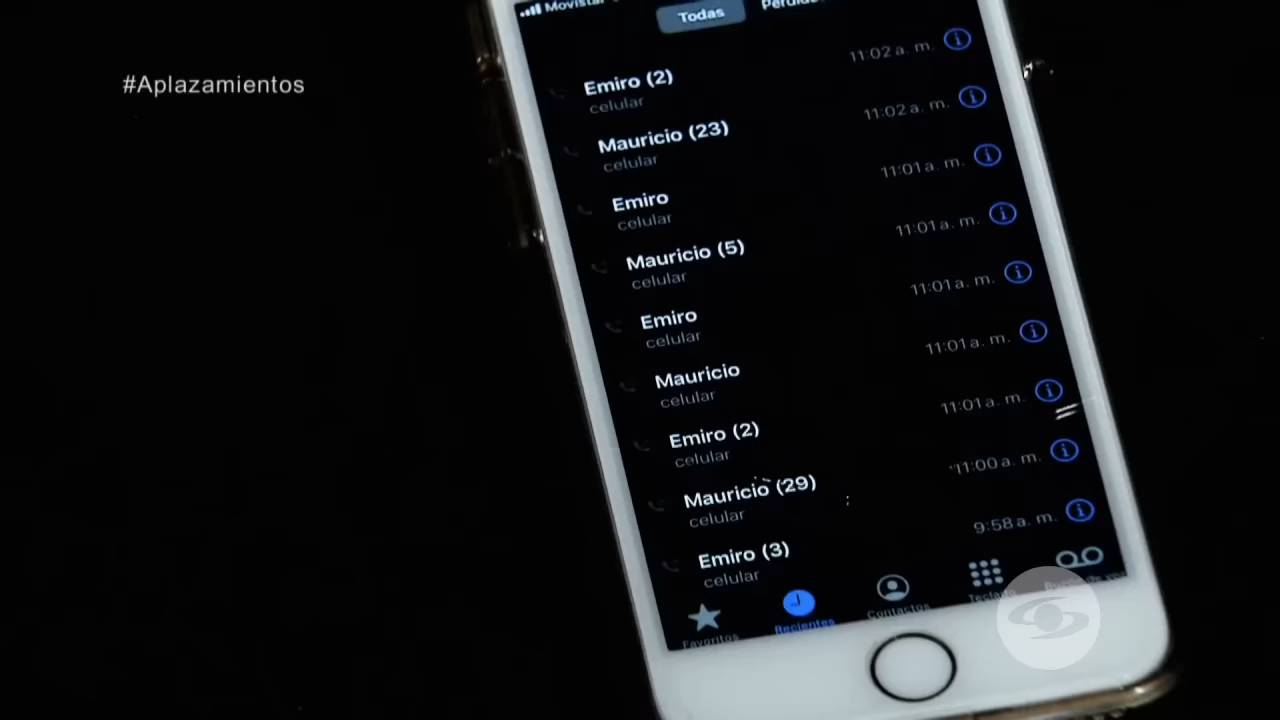 Movistar
Todas
#Aplazamientos
Emiro (2)
celular
11:02 a. m.
Mauricio (23)
celular
11:02 a. m.
Emiro
celular
11:01 a. m.
Mauricio (5)
celular
11:01 a. m.
Emiro
celular
11:01 a. m.
Mauricio
celular
11:01 a. m.
Emiro (2)
celular
11:01 a. m.
Mauricio (29)
celular
11:00 a. m.
Emiro (3)
celular
9:58 a. m.
Favoritos
Recientes
Contactos
Teclado